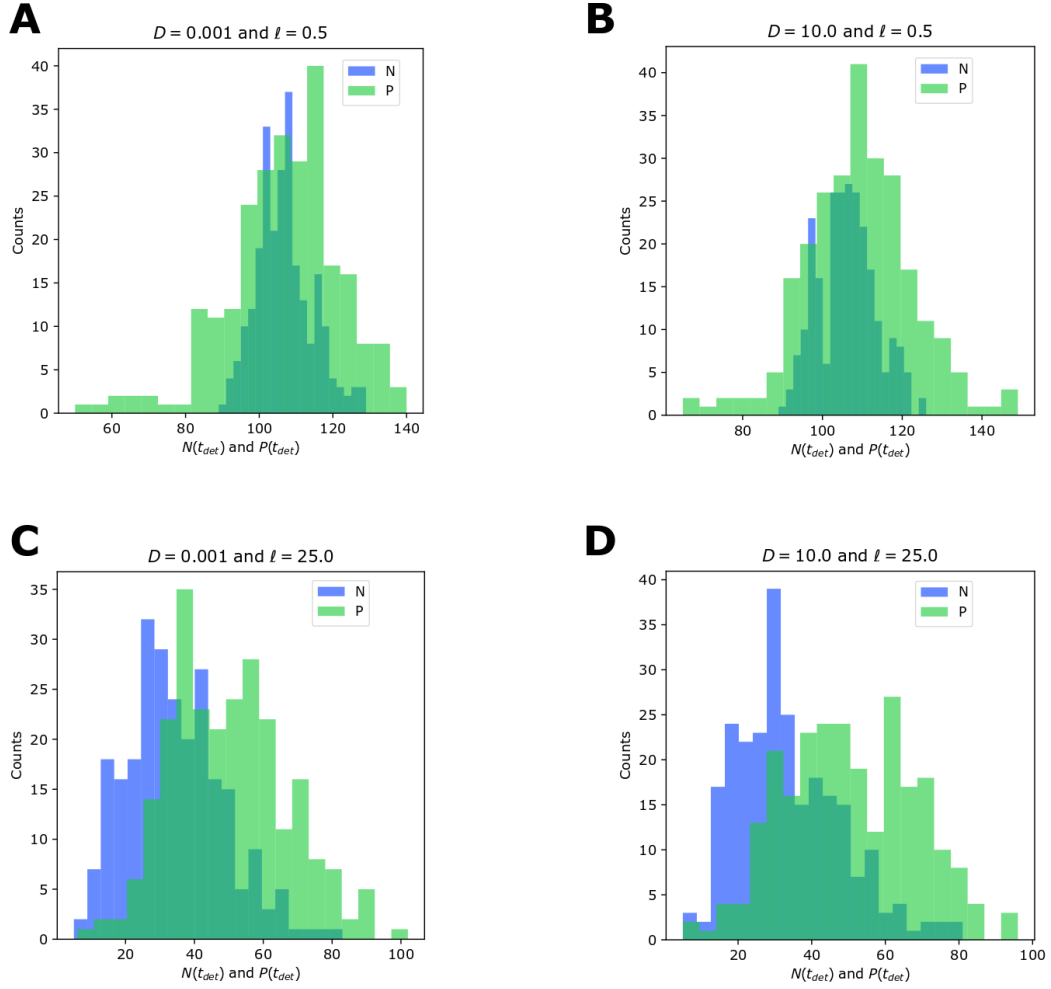 A
D = 0.001 and ℓ = 0.5
40
35
30
25
20
15
10
5
0
Counts
N
P
60 80 100 120 140
N(t_det) and P(t_det)
B
D = 10.0 and ℓ = 0.5
40
35
30
25
20
15
10
5
0
Counts
N
P
80 100 120 140
N(t_det) and P(t_det)
C
D = 0.001 and ℓ = 25.0
35
30
25
20
15
10
5
0
Counts
N
P
20 40 60 80 100
N(t_det) and P(t_det)
D
D = 10.0 and ℓ = 25.0
40
35
30
25
20
15
10
5
0
Counts
N
P
20 40 60 80 100
N(t_det) and P(t_det)